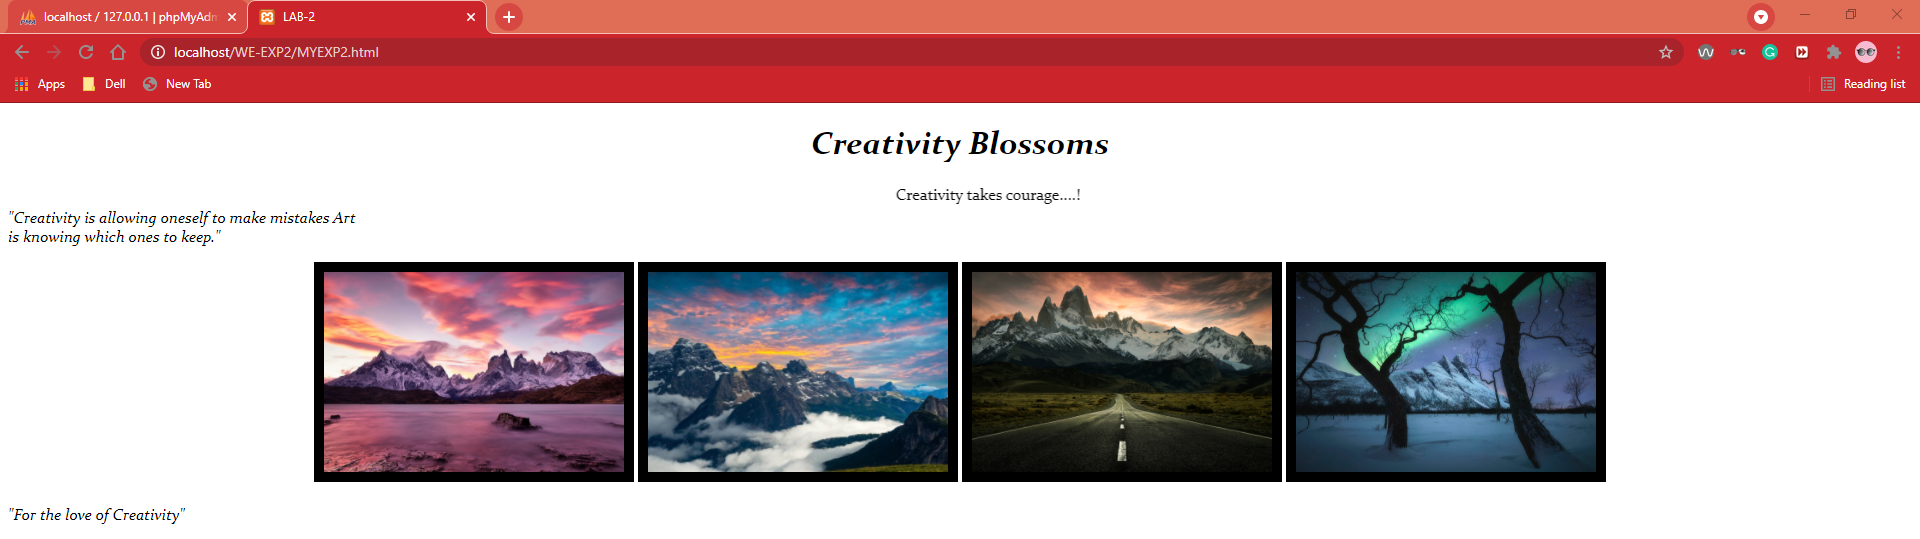 localhost / 127.0.0.1 | phpMyAdm
LAB-2
localhost/WE-EXP2/MYEXP2.html
Apps
Dell
New Tab
Reading list
Creativity Blossoms
Creativity takes courage....!
"Creativity is allowing oneself to make mistakes Art
is knowing which ones to keep."
"For the love of Creativity"